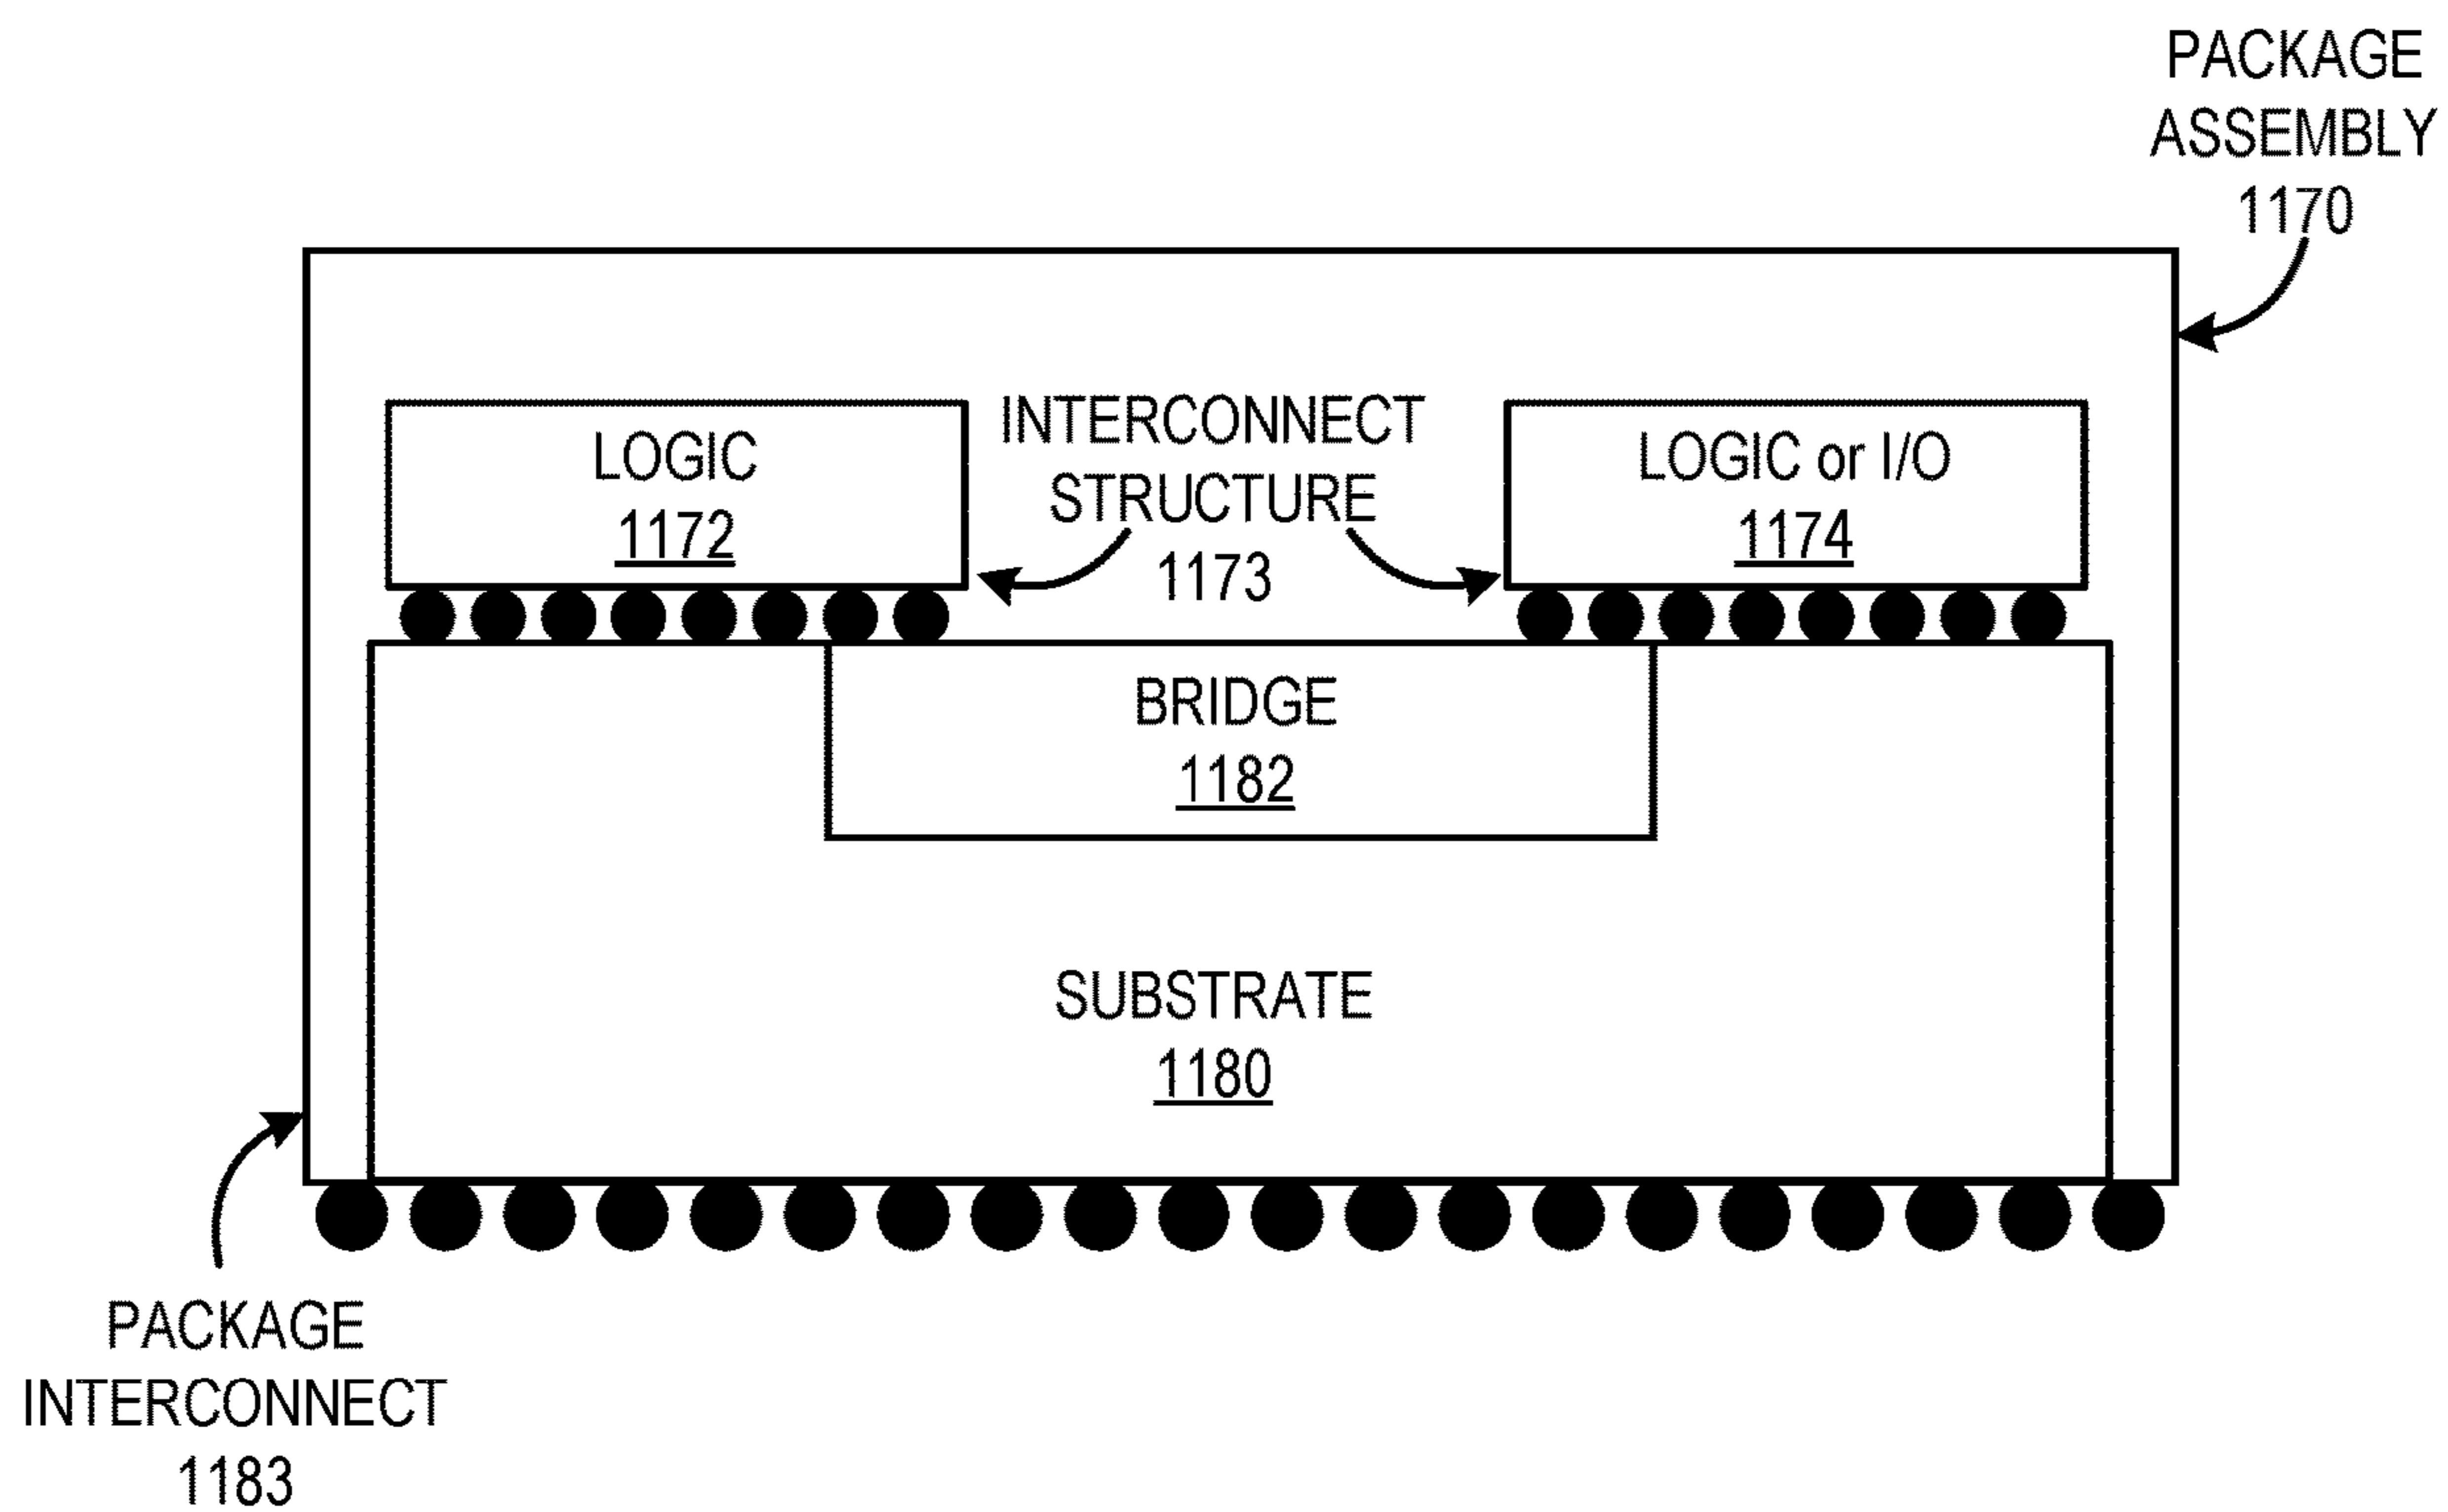 PACKAGE
ASSEMBLY
1170
LOGIC
1172
INTERCONNECT
STRUCTURE
1173
LOGIC or I/O
1174
BRIDGE
1182
SUBSTRATE
1180
PACKAGE
INTERCONNECT
1183